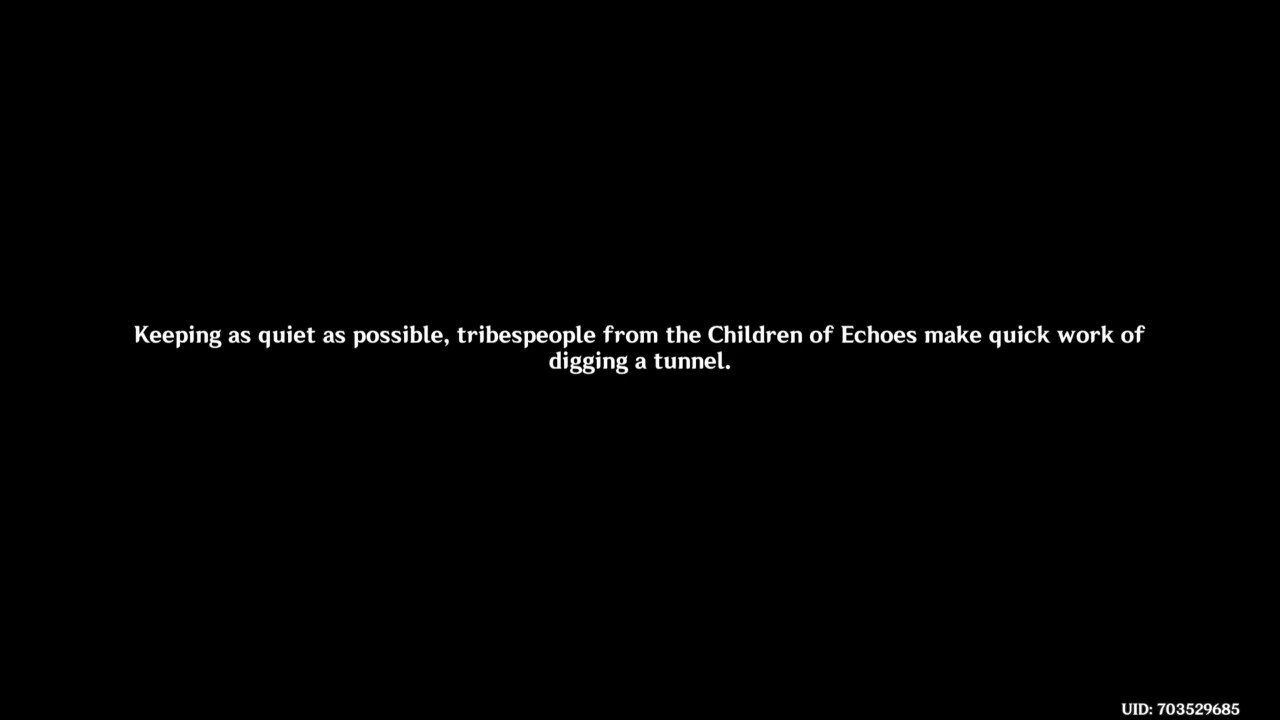 Keeping as quiet as possible, tribespeople from the Children of Echoes make quick work of
digging a tunnel.
UID: 703529685